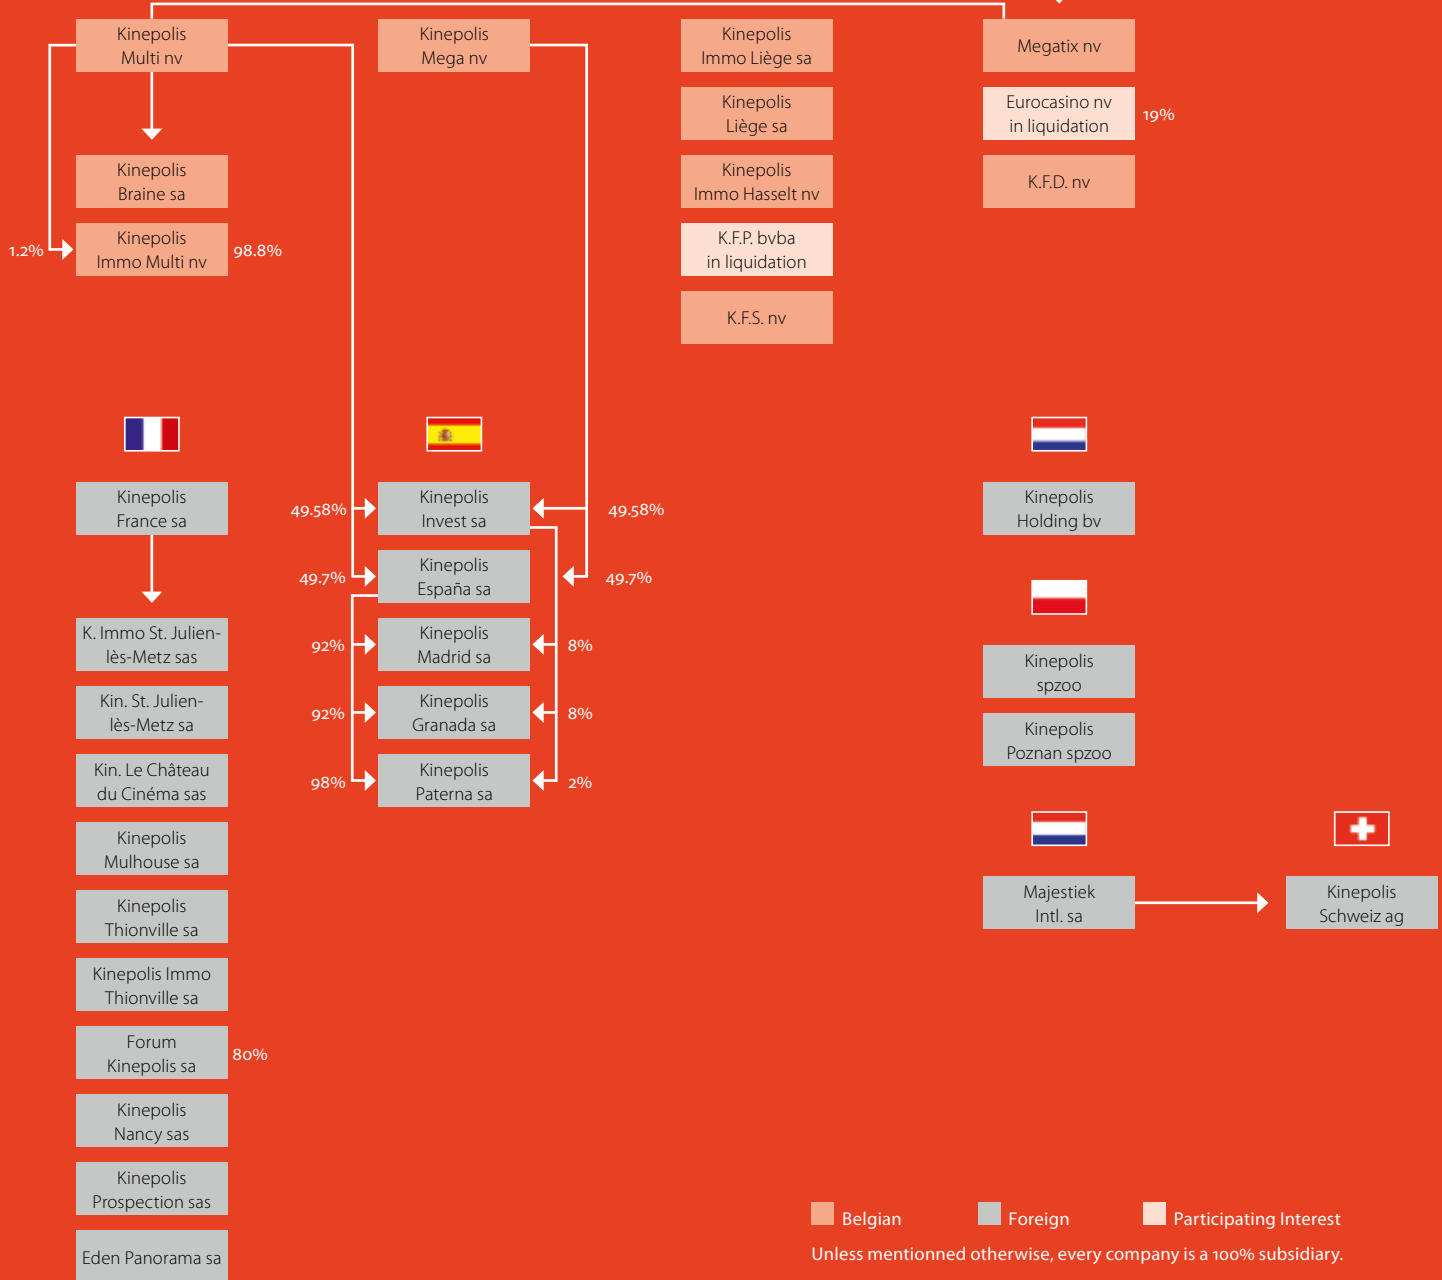 Kinepolis
Multi nv
Kinepolis
Mega nv
Kinepolis
Immo Liège sa
Megatix nv
Kinepolis
Liège sa
Eurocasino nv
in liquidation
19%
Kinepolis
Braine sa
Kinepolis
Immo Hasselt nv
K.F.D. nv
1.2%
Kinepolis
Immo Multi nv
98.8%
K.F.P. bvba
in liquidation
K.F.S. nv
Kinepolis
France sa
49.58%
Kinepolis
Invest sa
49.58%
Kinepolis
Holding bv
49.7%
Kinepolis
España sa
49.7%
K. Immo St. Julien-
lès-Metz sas
92%
Kinepolis
Madrid sa
8%
Kinepolis
spzoo
Kin. St. Julien-
lès-Metz sa
92%
Kinepolis
Granada sa
8%
Kinepolis
Poznan spzoo
Kin. Le Château
du Cinéma sas
98%
Kinepolis
Paterna sa
2%
Kinepolis
Mulhouse sa
Kinepolis
Thionville sa
Majestiek
Intl. sa
Kinepolis
Schweiz ag
Kinepolis Immo
Thionville sa
Forum
Kinepolis sa
80%
Kinepolis
Nancy sas
Kinepolis
Prospection sas
Eden Panorama sa
Belgian
Foreign
Participating Interest
Unless mentionned otherwise, every company is a 100% subsidiary.